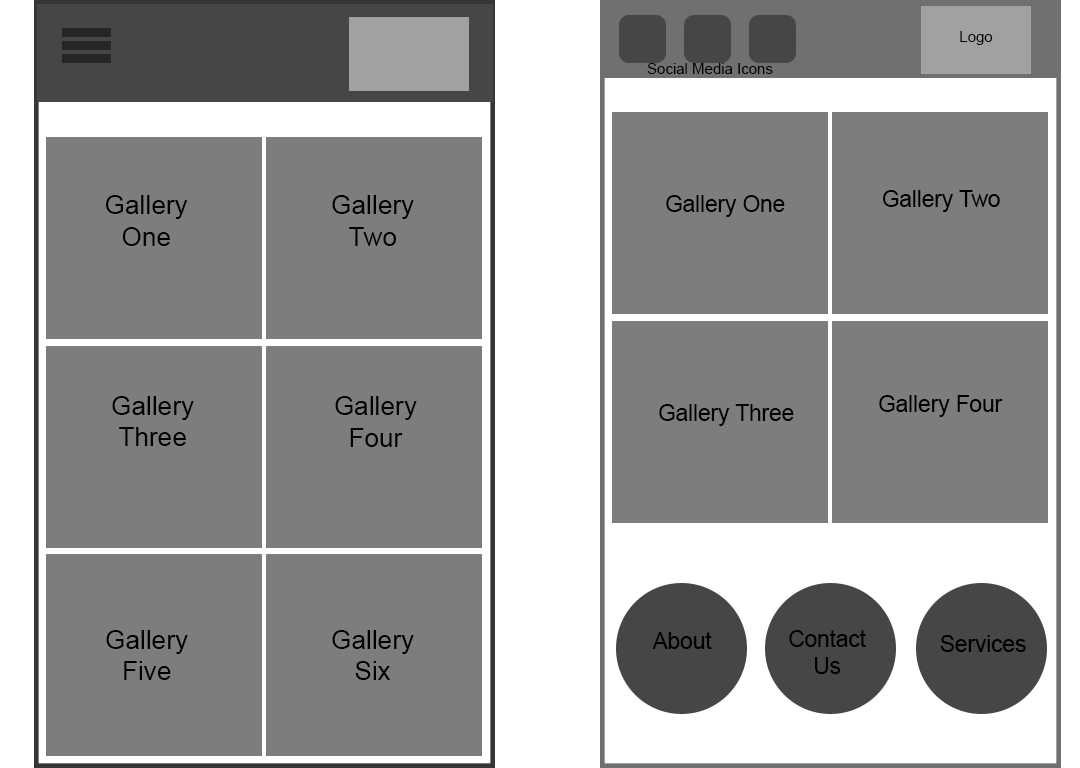 Gallery
One
Gallery
Two
Gallery
Three
Gallery
Four
Gallery
Five
Gallery
Six
Logo
Social Media Icons
Gallery One
Gallery Two
Gallery Three
Gallery Four
About
Contact
Us
Services